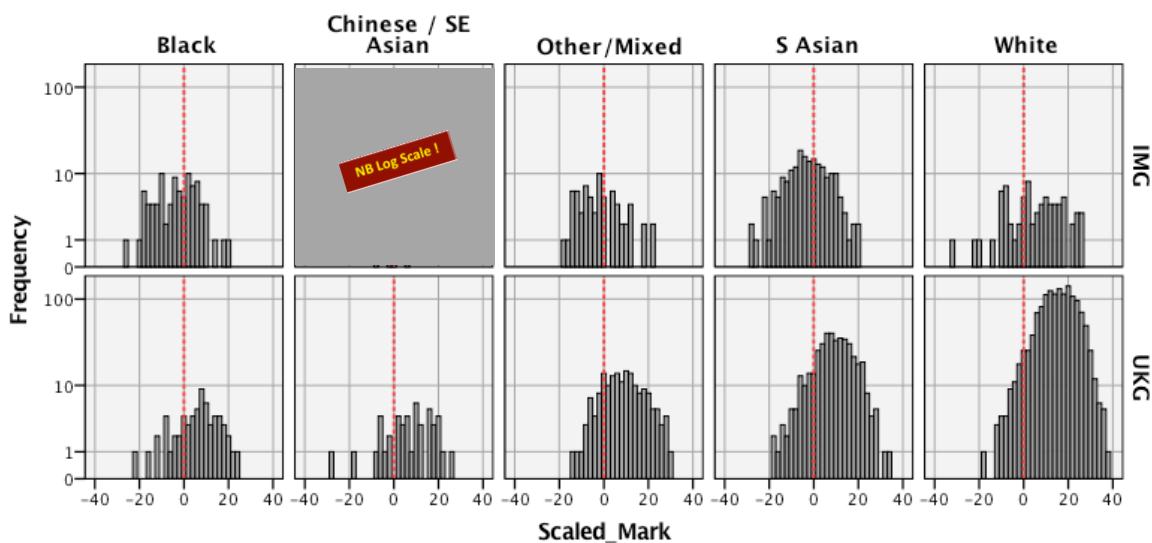 Black
Chinese / SE
Asian
Other/Mixed
S Asian
White
100
10
1
0
NB Log Scale !
IMG
Frequency
100
10
1
0
UKG
-40 -20 0 20 40 -40 -20 0 20 40 -40 -20 0 20 40 -40 -20 0 20 40 -40 -20 0 20 40
Scaled_Mark